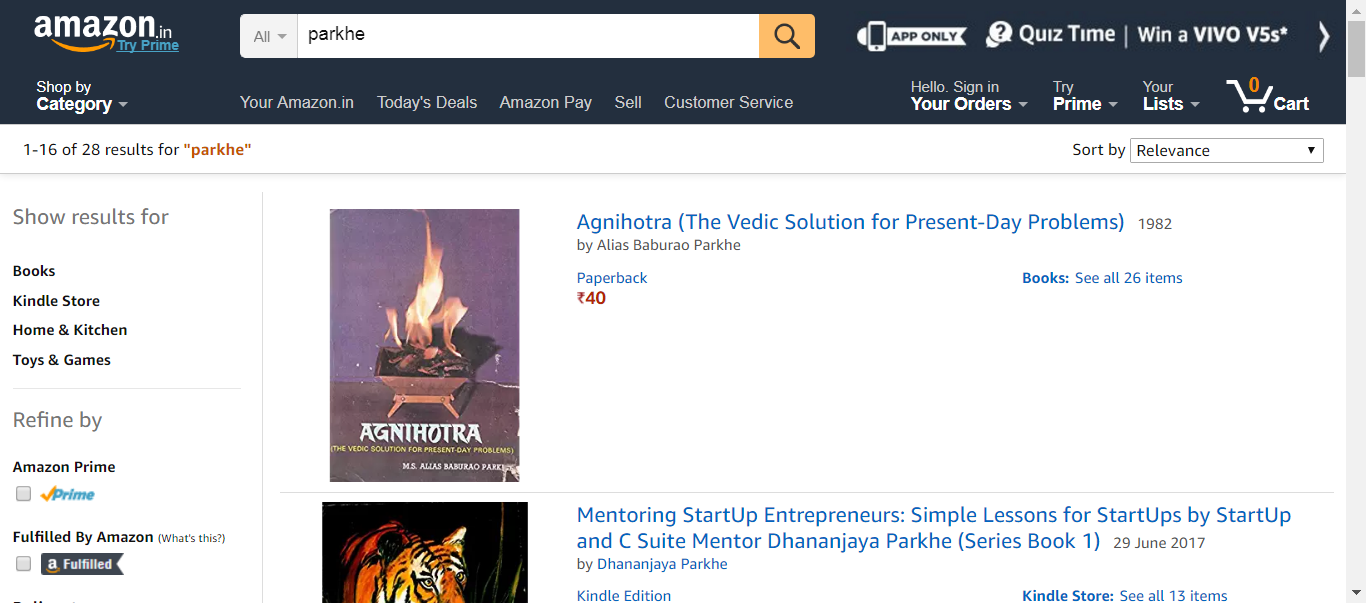 amazon.in
Try Prime
All
parkhe
APP ONLY
Quiz Time | Win a VIVO V5s*
Shop by
Category
Your Amazon.in
Today's Deals
Amazon Pay
Sell
Customer Service
Hello. Sign in
Your Orders
Try
Prime
Your
Lists
0
Cart
1-16 of 28 results for "parkhe"
Sort by
Relevance
Show results for
Books
Kindle Store
Home & Kitchen
Toys & Games
Refine by
Amazon Prime
Prime
Fulfilled By Amazon (What's this?)
a Fulfilled
AGNIHOTRA
(THE VEDIC SOLUTION FOR PRESENT-DAY PROBLEMS)
M.S. ALIAS BABURAO
Agnihotra (The Vedic Solution for Present-Day Problems) 1982
by Alias Baburao Parkhe
Paperback
₹40
Books: See all 26 items
Mentoring StartUp Entrepreneurs: Simple Lessons for StartUps by StartUp
and C Suite Mentor Dhananjaya Parkhe (Series Book 1) 29 June 2017
by Dhananjaya Parkhe
Kindle Edition
Kindle Store: See all 13 items